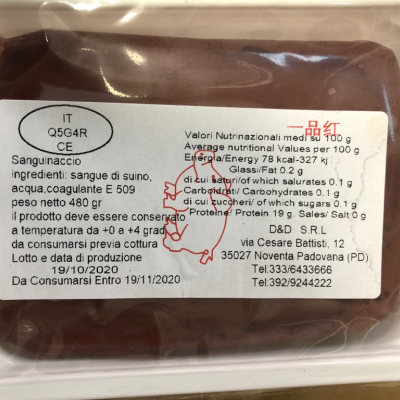 IT
Q5G4R
CE
Sanguinaccio
ingredienti: sangue di suino,
acqua,coagulante E 509
peso netto 480 gr
il prodotto deve essere conservato
a temperatura da +0 a +4 gradi
da consumarsi previa cottura
Lotto e data di produzione
19/10/2020
Da Consumarsi Entro 19/11/2020
一品红
Valori Nutrinazionali medi su 100 g
Average nutritional Values per 100 g
Energia/Energy 78 kcal-327 kj
Glassi/Fat 0.2 g
di cui saturi/of which salurates 0.1 g
Carboidrati/ Carbohydrates 0.1 g
di cui zuccheri/ of which sugars 0.1 g
Proteine/ Protein 19 g. Sales/ Salt 0 g
D&D S.R.L
via Cesare Battisti, 12
35027 Noventa Padovana (PD)
Tel:333/6433666
Tel:392/9244222